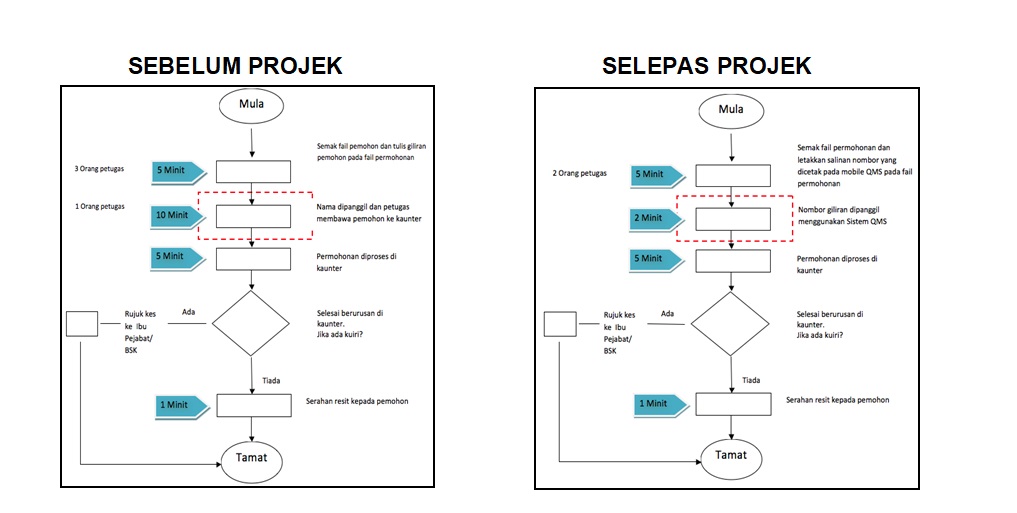 SEBELUM PROJEK
Mula
Semak fail pemohon dan tulis giliran
pemohon pada fail permohonan
3 Orang petugas
5 Minit
1 Orang petugas
10 Minit
Nama dipanggil dan petugas
membawa pemohon ke kaunter
5 Minit
Permohonan diproses di
kaunter
Rujuk kes
ke Ibu
Pejabat/
BSK
Ada
Selesai berurusan di
kaunter.
Jika ada kuiri?
Tiada
1 Minit
Serahan resit kepada pemohon
Tamat
SELEPAS PROJEK
Mula
Semak fail permohonan dan
letakkan salinan nombor yang
dicetak pada mobile QMS pada fail
permohonan
2 Orang petugas
5 Minit
2 Minit
Nombor giliran dipanggil
menggunakan Sistem QMS
5 Minit
Permohonan diproses di
kaunter
Rujuk kes
ke Ibu
Pejabat/
BSK
Ada
Selesai berurusan di
kaunter.
Jika ada kuiri?
Tiada
1 Minit
Serahan resit kepada pemohon
Tamat